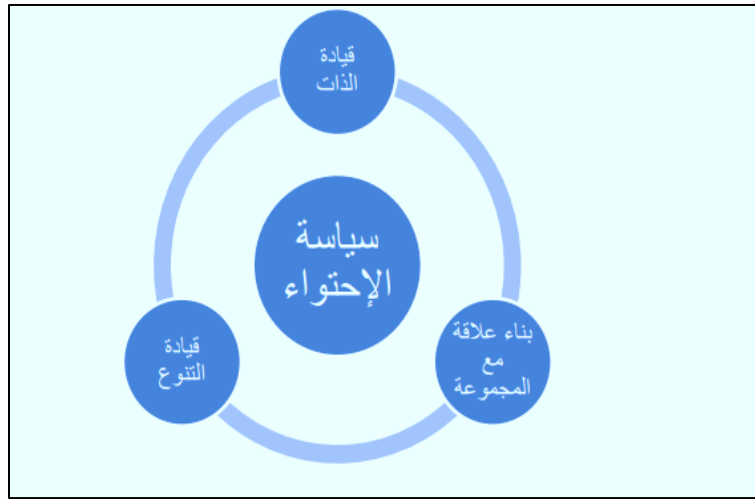 قيادة
الذات
سياسة
الإحتواء
بناء علاقة
مع
المجموعة
قيادة
التنوع